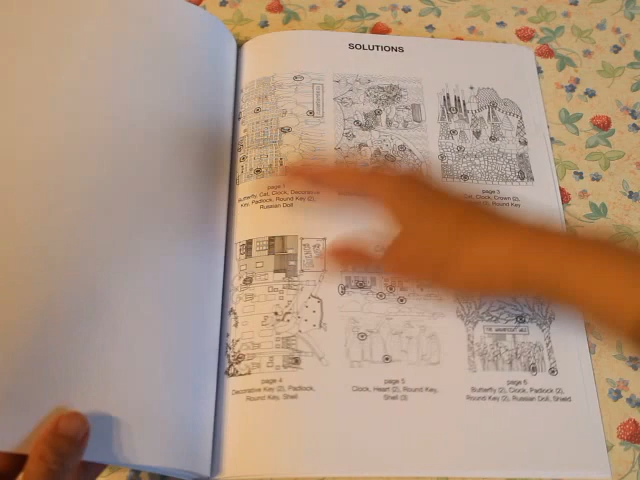 SOLUTIONS
page 1
Butterfly, Cat, Clock, Decorative
Key, Padlock, Round Key (2),
Russian Doll
page 3
Cat, Clock, Crown (2),
Round Key
page 4
Decorative Key (2), Padlock,
Round Key, Shell
page 5
Clock, Heart (2), Round Key,
Shell (3)
page 6
Butterfly (2), Clock, Padlock (2),
Round Key (2), Russian Doll, Shield